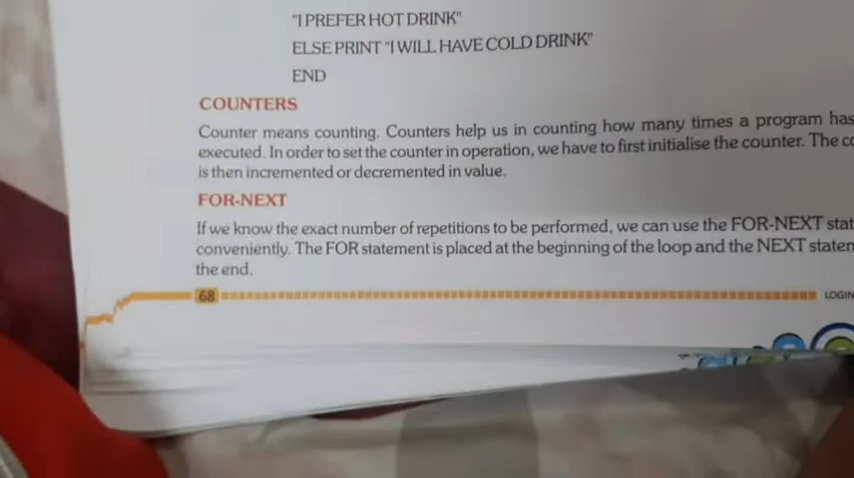 "I PREFER HOT DRINK"
ELSE PRINT "I WILL HAVE COLD DRINK"
END
COUNTERS
Counter means counting. Counters help us in counting how many times a program has
executed. In order to set the counter in operation, we have to first initialise the counter. The
is then incremented or decremented in value.
FOR-NEXT
If we know the exact number of repetitions to be performed, we can use the FOR-NEXT
conveniently. The FOR statement is placed at the beginning of the loop and the NEXT
the end.
68